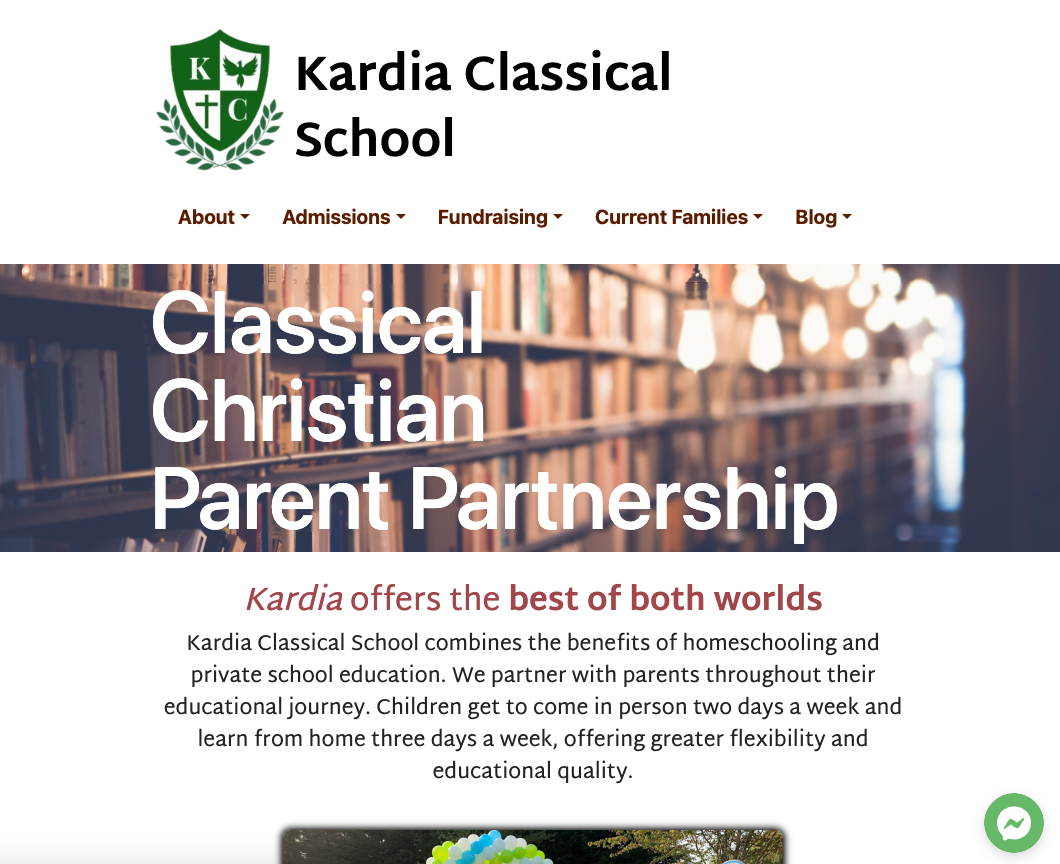 K
C
Kardia Classical
School
About Admissions Fundraising Current Families Blog
Classical
Christian
Parent Partnership
Kardia offers the best of both worlds
Kardia Classical School combines the benefits of homeschooling and
private school education. We partner with parents throughout their
educational journey. Children get to come in person two days a week and
learn from home three days a week, offering greater flexibility and
educational quality.